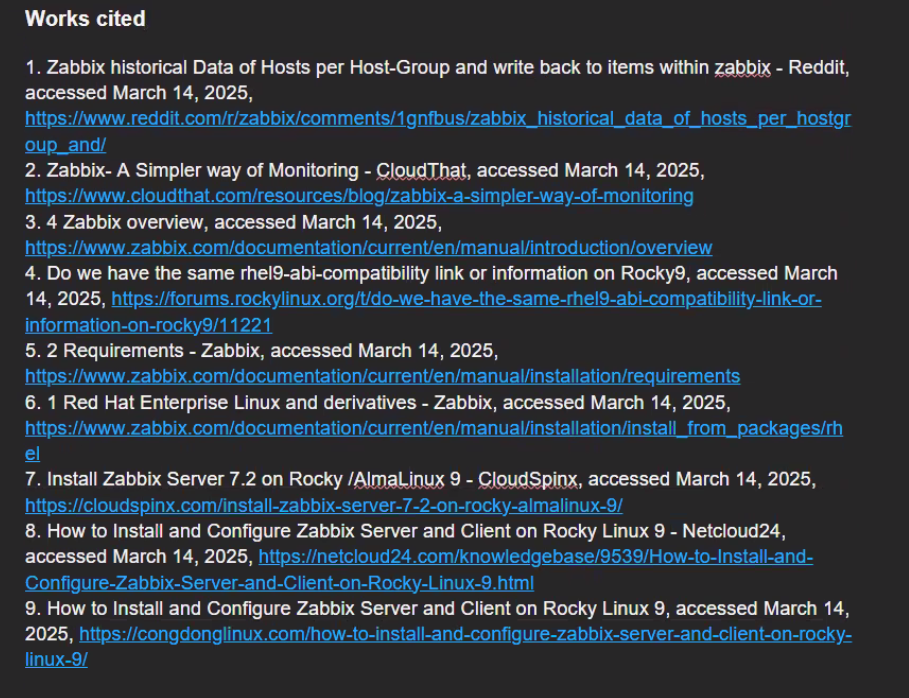 Works cited
1. Zabbix historical Data of Hosts per Host-Group and write back to items within zabbix - Reddit,
accessed March 14, 2025,
https://www.reddit.com/r/zabbix/comments/1gnfbus/zabbix_historical_data_of_hosts_per_hostgr
oup_and/
2. Zabbix- A Simpler way of Monitoring - CloudThat, accessed March 14, 2025,
https://www.cloudthat.com/resources/blog/zabbix-a-simpler-way-of-monitoring
3. 4 Zabbix overview, accessed March 14, 2025,
https://www.zabbix.com/documentation/current/en/manual/introduction/overview
4. Do we have the same rhel9-abi-compatibility link or information on Rocky9, accessed March
14, 2025, https://forums.rockylinux.org/t/do-we-have-the-same-rhel9-abi-compatibility-link-or-
information-on-rocky9/11221
5. 2 Requirements - Zabbix, accessed March 14, 2025,
https://www.zabbix.com/documentation/current/en/manual/installation/requirements
6. 1 Red Hat Enterprise Linux and derivatives - Zabbix, accessed March 14, 2025,
https://www.zabbix.com/documentation/current/en/manual/installation/install_from_packages/rh
el
7. Install Zabbix Server 7.2 on Rocky /AlmaLinux 9 - CloudSpinx, accessed March 14, 2025,
https://cloudspinx.com/install-zabbix-server-7-2-on-rocky-almalinux-9/
8. How to Install and Configure Zabbix Server and Client on Rocky Linux 9 - Netcloud24,
accessed March 14, 2025, https://netcloud24.com/knowledgebase/9539/How-to-Install-and-
Configure-Zabbix-Server-and-Client-on-Rocky-Linux-9.html
9. How to Install and Configure Zabbix Server and Client on Rocky Linux 9, accessed March 14,
2025, https://congdonglinux.com/how-to-install-and-configure-zabbix-server-and-client-on-rocky-
linux-9/